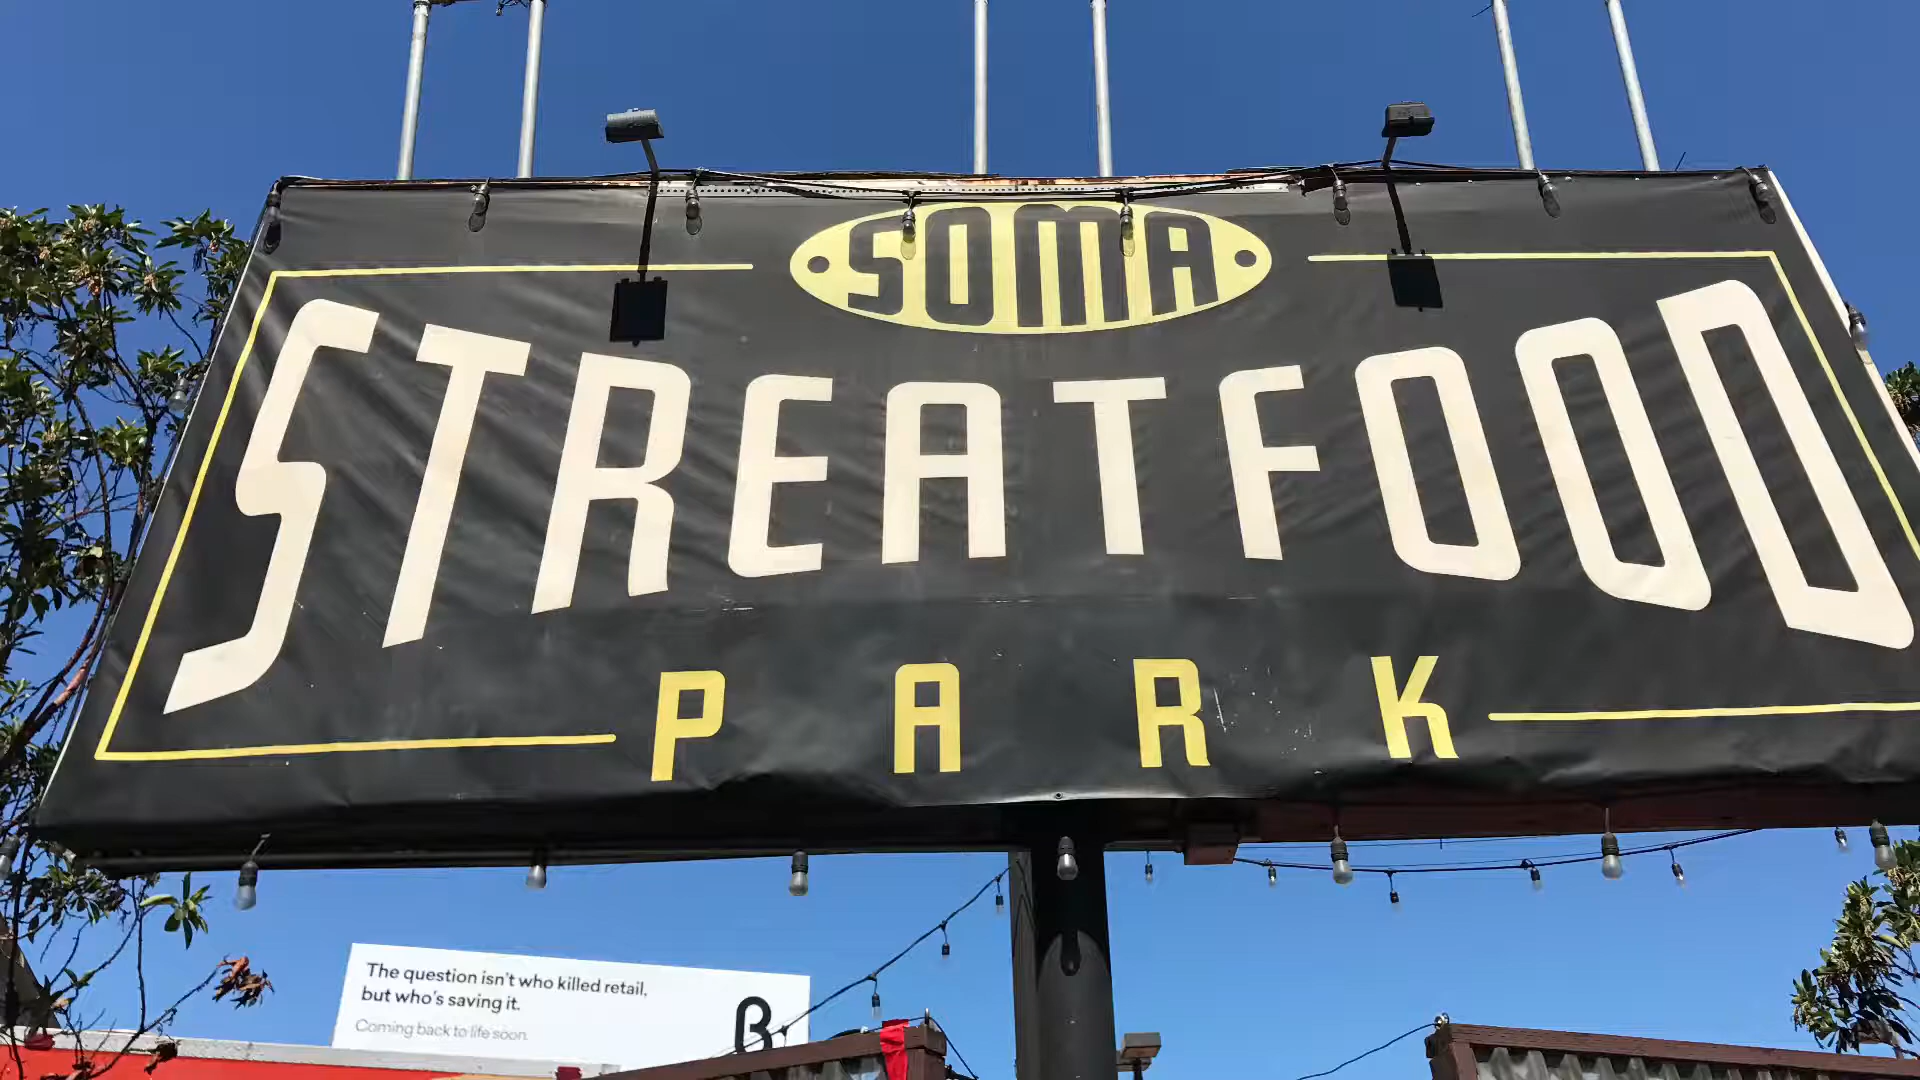 SOMA
STREATFOOD
PARK
The question isn't who killed retail,
but who's saving it.
Coming back to life soon.
β